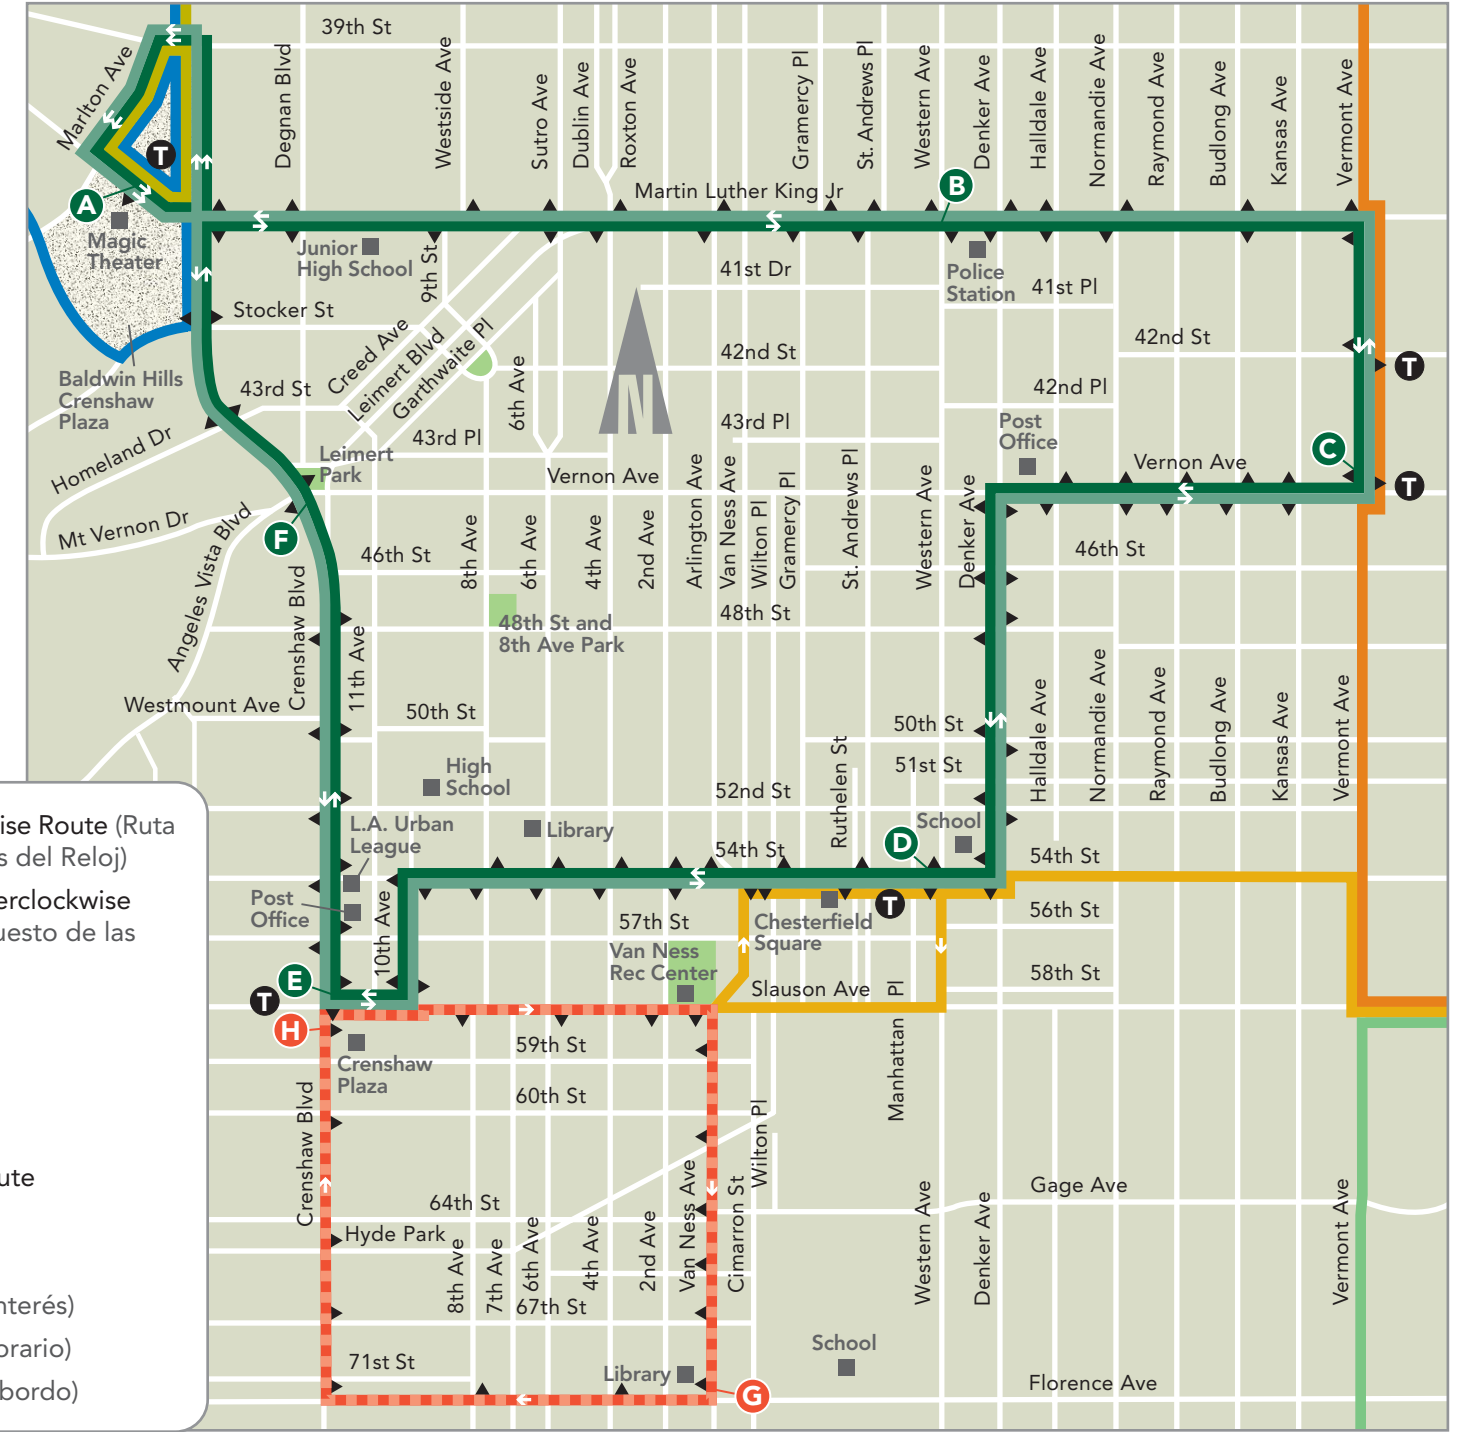 39th St
Marlton Ave
Degnan Blvd
Westside Ave
Sutro Ave
Dublin Ave
Roxton Ave
Gramercy Pl
St. Andrews Pl
Western Ave
Denker Ave
Halldale Ave
Normandie Ave
Raymond Ave
Budlong Ave
Kansas Ave
Vermont Ave
T
A
B
Martin Luther King Jr
Magic
Theater
Junior
High School
9th St
41st Dr
Police
Station
41st Pl
Stocker St
Creed Ave
Leimert Blvd
Garthwaite Pl
42nd St
42nd St
T
Baldwin Hills
Crenshaw
Plaza
43rd St
6th Ave
N
42nd Pl
43rd Pl
43rd Pl
Post
Office
C
Homeland Dr
Leimert
Park
Vernon Ave
Vernon Ave
T
Mt Vernon Dr
F
Angeles Vista Blvd
46th St
8th Ave
6th Ave
4th Ave
2nd Ave
Arlington Ave
Van Ness Ave
Wilton Pl
Gramercy Pl
St. Andrews Pl
Western Ave
Denker Ave
46th St
Crenshaw Blvd
11th Ave
48th St and
8th Ave Park
48th St
Westmount Ave
50th St
50th St
51st St
Ruthelen St
Halldale Ave
Normandie Ave
Raymond Ave
Budlong Ave
Kansas Ave
Vermont Ave
High
School
52nd St
L.A. Urban
League
Library
School
D
54th St
54th St
ise Route (Ruta
s del Reloj)
erclockwise
uesto de las
Post
Office
10th Ave
57th St
Van Ness
Rec Center
Chesterfield
Square
T
56th St
58th St
E
T
H
Slauson Ave
Manhattan Pl
Crenshaw
Plaza
59th St
60th St
Crenshaw Blvd
Wilton Pl
ute
64th St
Hyde Park
Gage Ave
8th Ave
7th Ave
6th Ave
4th Ave
2nd Ave
Van Ness Ave
Cimarron St
Western Ave
Denker Ave
Vermont Ave
67th St
nterés)
orario)
bordo)
71st St
Library
School
G
Florence Ave